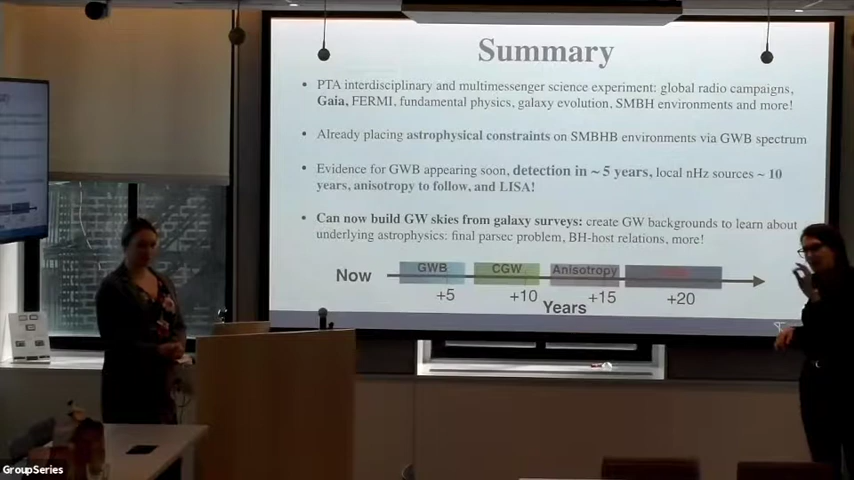 Summary
• PTA interdisciplinary and multimessenger science experiment: global radio campaigns,
Gaia, FERMI, fundamental physics, galaxy evolution, SMBH environments and more!
• Already placing astrophysical constraints on SMBHB environments via GWB spectrum
• Evidence for GWB appearing soon, detection in ~5 years, local nHz sources ~ 10
years, anisotropy to follow, and LISA!
• Can now build GW skies from galaxy surveys: create GW backgrounds to learn about
underlying astrophysics: final parsec problem, BH-host relations, more!
Now
GWB
CGW
Anisotropy
+5
+10
+15
+20
Years
GroupSeries